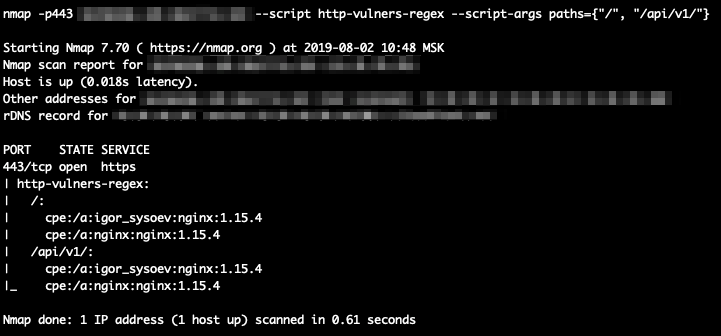 nmap -p443 --script http-vulners-regex --script-args paths={"/", "/api/v1/"}
Starting Nmap 7.70 ( https://nmap.org ) at 2019-08-02 10:48 MSK
Nmap scan report for
Host is up (0.018s latency).
Other addresses for
rDNS record for
PORT    STATE SERVICE
443/tcp open  https
| http-vulners-regex:
|   /:
|     cpe:/a:igor_sysoev:nginx:1.15.4
|     cpe:/a:nginx:nginx:1.15.4
|   /api/v1/:
|     cpe:/a:igor_sysoev:nginx:1.15.4
|_    cpe:/a:nginx:nginx:1.15.4
Nmap done: 1 IP address (1 host up) scanned in 0.61 seconds